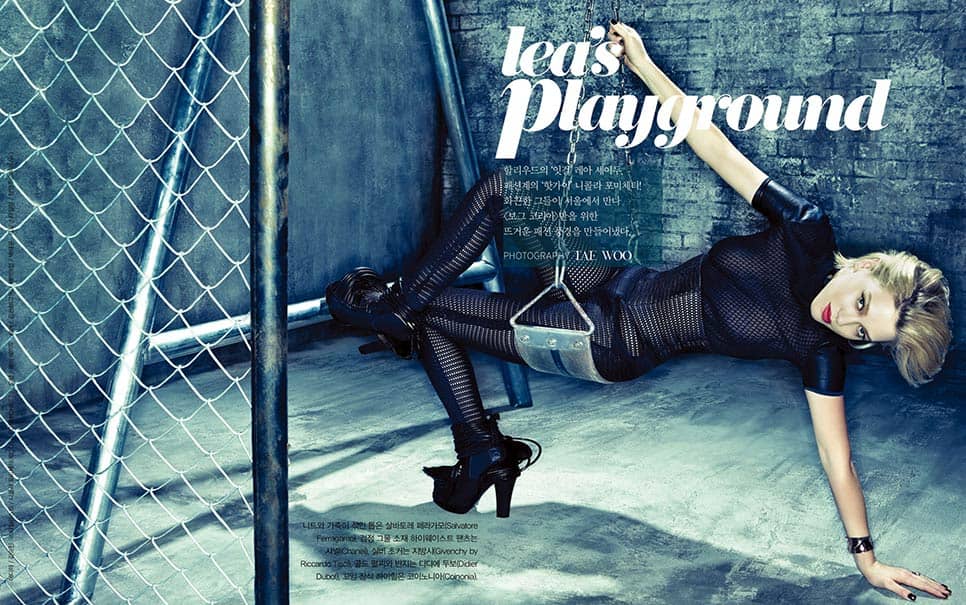 lea's
playground
할리우드의 '잇걸' 레아 세이두,
패션계의 '핫가이' 니콜라 포미체티!
화끈한 그들이 서울에서 만나
<보그 코리아>만을 위한
뜨거운 패션 풍경을 만들어냈다.
PHOTOGRAPHY TAE WOO
니트와 가죽이 섞인 톱은 살바토레 페라가모(Salvatore
Ferragamo), 검정 그물 소재 하이웨이스트 팬츠는
샤넬(Chanel), 실버 초커는 지방시(Givenchy by
Riccardo Tisci), 골드 팔찌와 반지는 디디에 두보(Didier
Dubot), 꼬임 장식 하이힐은 코이노니아(Coinonia).